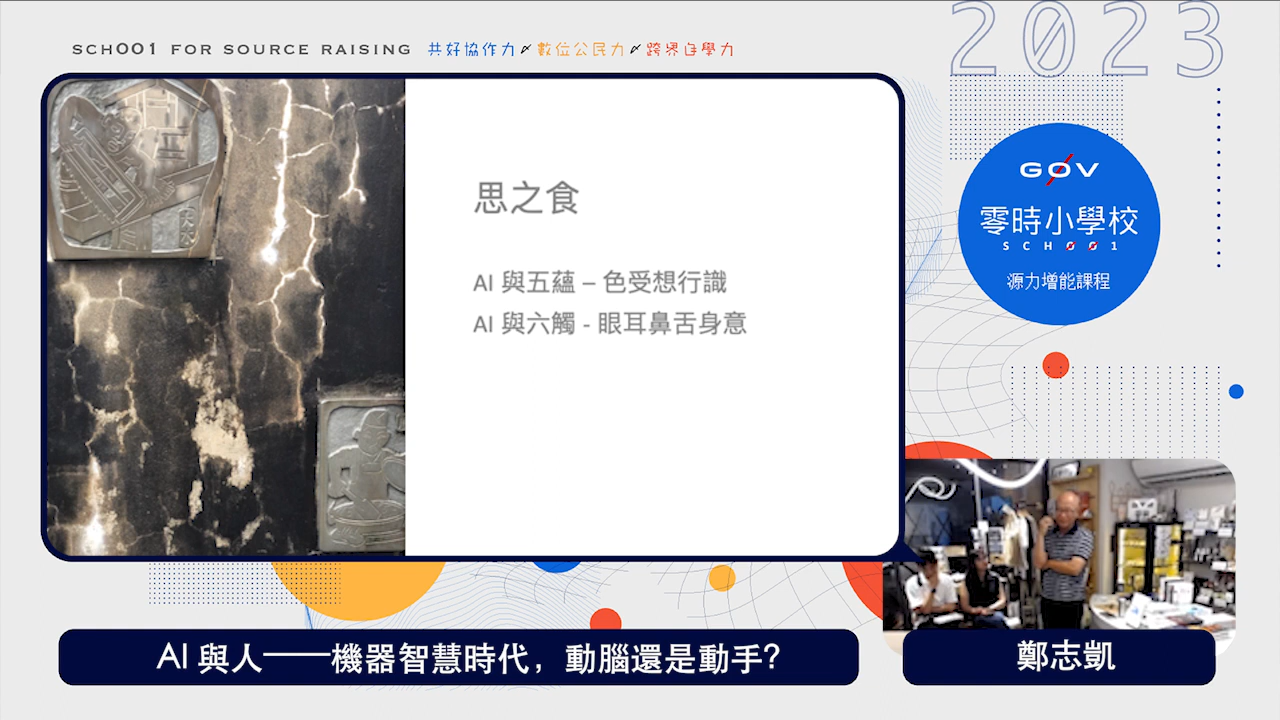 SCH001 FOR SOURCE RAISING 共好協作力 數位公民力 跨界自學力
2023
思之食
AI 與五蘊 – 色受想行識
AI 與六觸 - 眼耳鼻舌身意
G0V
零時小學校
SCH001
源力增能課程
AI 與人——機器智慧時代，動腦還是動手？
鄭志凱